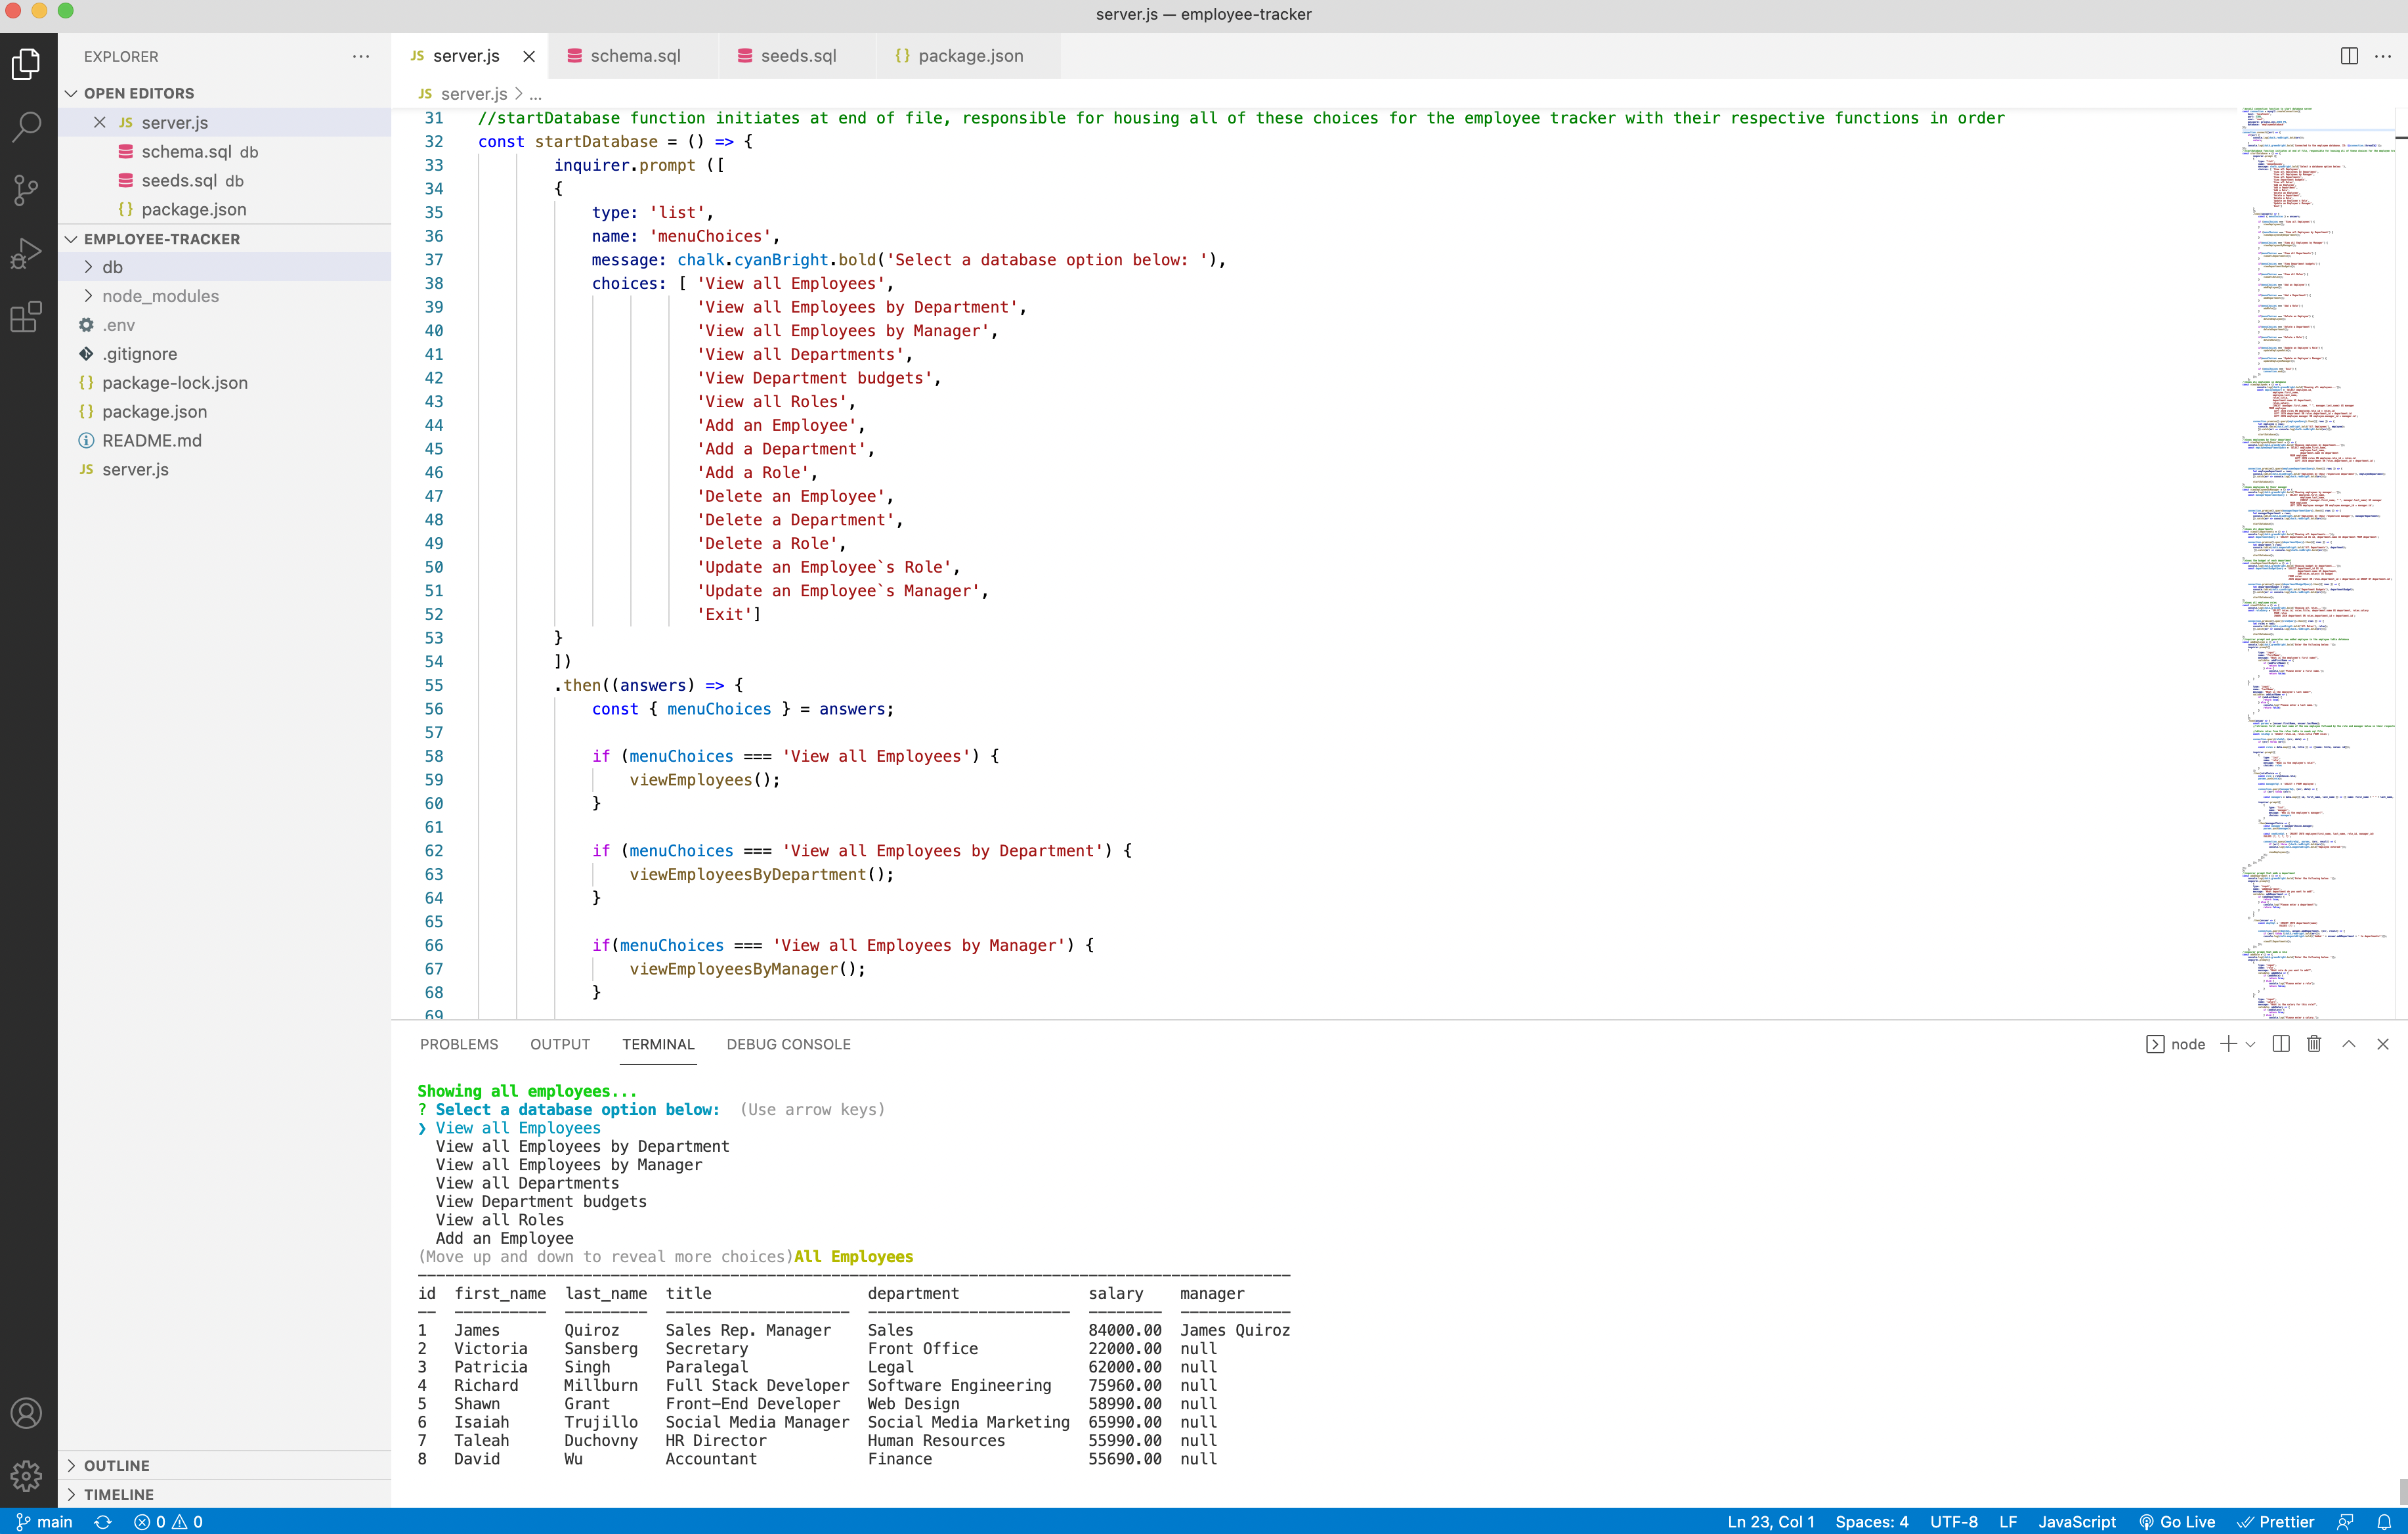 server.js — employee-tracker
EXPLORER
OPEN EDITORS
JS server.js
schema.sql db
seeds.sql db
{} package.json
EMPLOYEE-TRACKER
db
node_modules
.env
.gitignore
{} package-lock.json
{} package.json
README.md
JS server.js
OUTLINE
TIMELINE
JS server.js
schema.sql
seeds.sql
{} package.json
JS server.js > ...
31 //startDatabase function initiates at end of file, responsible for housing all of these choices for the employee tracker with their respective functions in order
32 const startDatabase = () => {
33 inquirer.prompt ([
34 {
35 type: 'list',
36 name: 'menuChoices',
37 message: chalk.cyanBright.bold('Select a database option below: '),
38 choices: [ 'View all Employees',
39 'View all Employees by Department',
40 'View all Employees by Manager',
41 'View all Departments',
42 'View Department budgets',
43 'View all Roles',
44 'Add an Employee',
45 'Add a Department',
46 'Add a Role',
47 'Delete an Employee',
48 'Delete a Department',
49 'Delete a Role',
50 'Update an Employee`s Role',
51 'Update an Employee`s Manager',
52 'Exit']
53 }
54 ])
55 .then((answers) => {
56 const { menuChoices } = answers;
57
58 if (menuChoices === 'View all Employees') {
59 viewEmployees();
60 }
61
62 if (menuChoices === 'View all Employees by Department') {
63 viewEmployeesByDepartment();
64 }
65
66 if(menuChoices === 'View all Employees by Manager') {
67 viewEmployeesByManager();
68 }
69
PROBLEMS OUTPUT TERMINAL DEBUG CONSOLE
node
Showing all employees...
? Select a database option below: (Use arrow keys)
❯ View all Employees
View all Employees by Department
View all Employees by Manager
View all Departments
View Department budgets
View all Roles
Add an Employee
(Move up and down to reveal more choices)All Employees
id first_name last_name title department salary manager
1 James Quiroz Sales Rep. Manager Sales 84000.00 James Quiroz
2 Victoria Sansberg Secretary Front Office 22000.00 null
3 Patricia Singh Paralegal Legal 62000.00 null
4 Richard Millburn Full Stack Developer Software Engineering 75960.00 null
5 Shawn Grant Front-End Developer Web Design 58990.00 null
6 Isaiah Trujillo Social Media Manager Social Media Marketing 65990.00 null
7 Taleah Duchovny HR Director Human Resources 55990.00 null
8 David Wu Accountant Finance 55690.00 null
main 0 0
Ln 23, Col 1 Spaces: 4 UTF-8 LF JavaScript Go Live Prettier